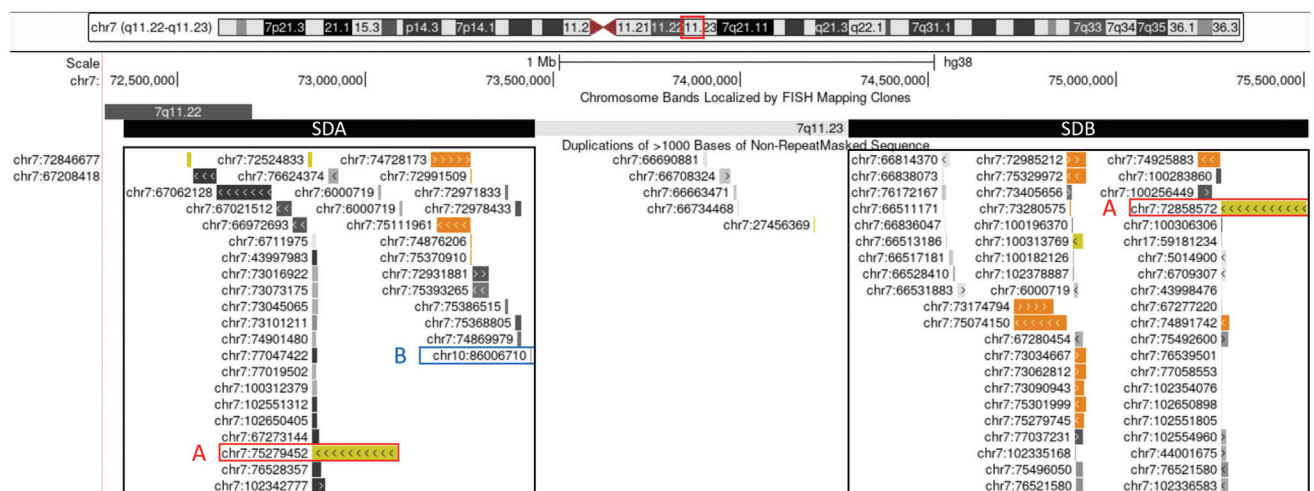 chr7 (q11.22-q11.23) 7p21.3 21.1 15.3 p14.3 7p14.1 11.2 11.21 11.22 11.23 7q21.11 q21.3 q22.1 7q31.1 7q33 7q34 7q35 36.1 36.3
Scale 1 Mb hg38
chr7: 72,500,000 73,000,000 73,500,000 74,000,000 74,500,000 75,000,000 75,500,000
Chromosome Bands Localized by FISH Mapping Clones
7q11.22
SDA 7q11.23 SDB
Duplications of >1000 Bases of Non-RepeatMasked Sequence
chr7:72846677 chr7:72524833 chr7:74728173 chr7:66690881 chr7:66814370 chr7:72985212 chr7:74925883
chr7:67208418 chr7:76624374 chr7:72991509 chr7:66708324 chr7:66838073 chr7:75329972 chr7:100283860
chr7:67062128 chr7:6000719 chr7:72971833 chr7:66663471 chr7:76172167 chr7:73405656 chr7:100256449
chr7:67021512 chr7:6000719 chr7:72978433 chr7:66734468 chr7:66511171 chr7:73280575 A chr7:72858572
chr7:66972693 chr7:75111961 chr7:27456369 chr7:66836047 chr7:100196370 chr7:100306306
chr7:6711975 chr7:74876206 chr7:66513186 chr7:100313769 chr17:59181234
chr7:43997983 chr7:75370910 chr7:66517181 chr7:100182126 chr7:5014900
chr7:73016922 chr7:72931881 chr7:66528410 chr7:102378887 chr7:6709307
chr7:73073175 chr7:75393265 chr7:66531883 chr7:6000719 chr7:43998476
chr7:73045065 chr7:75386515 chr7:73174794 chr7:67277220
chr7:73101211 chr7:75368805 chr7:75074150 chr7:74891742
chr7:74901480 chr7:74869979 chr7:67280454 chr7:75492600
chr7:77047422 B chr10:86006710 chr7:73034667 chr7:76539501
chr7:77019502 chr7:73062812 chr7:77058553
chr7:100312379 chr7:73090943 chr7:102354076
chr7:102551312 chr7:75301999 chr7:102650898
chr7:102650405 chr7:75279745 chr7:102551805
chr7:67273144 chr7:77037231 chr7:102554960
A chr7:75279452 chr7:102335168 chr7:44001675
chr7:76528357 chr7:75496050 chr7:76521580
chr7:102342777 chr7:76521580 chr7:102336583